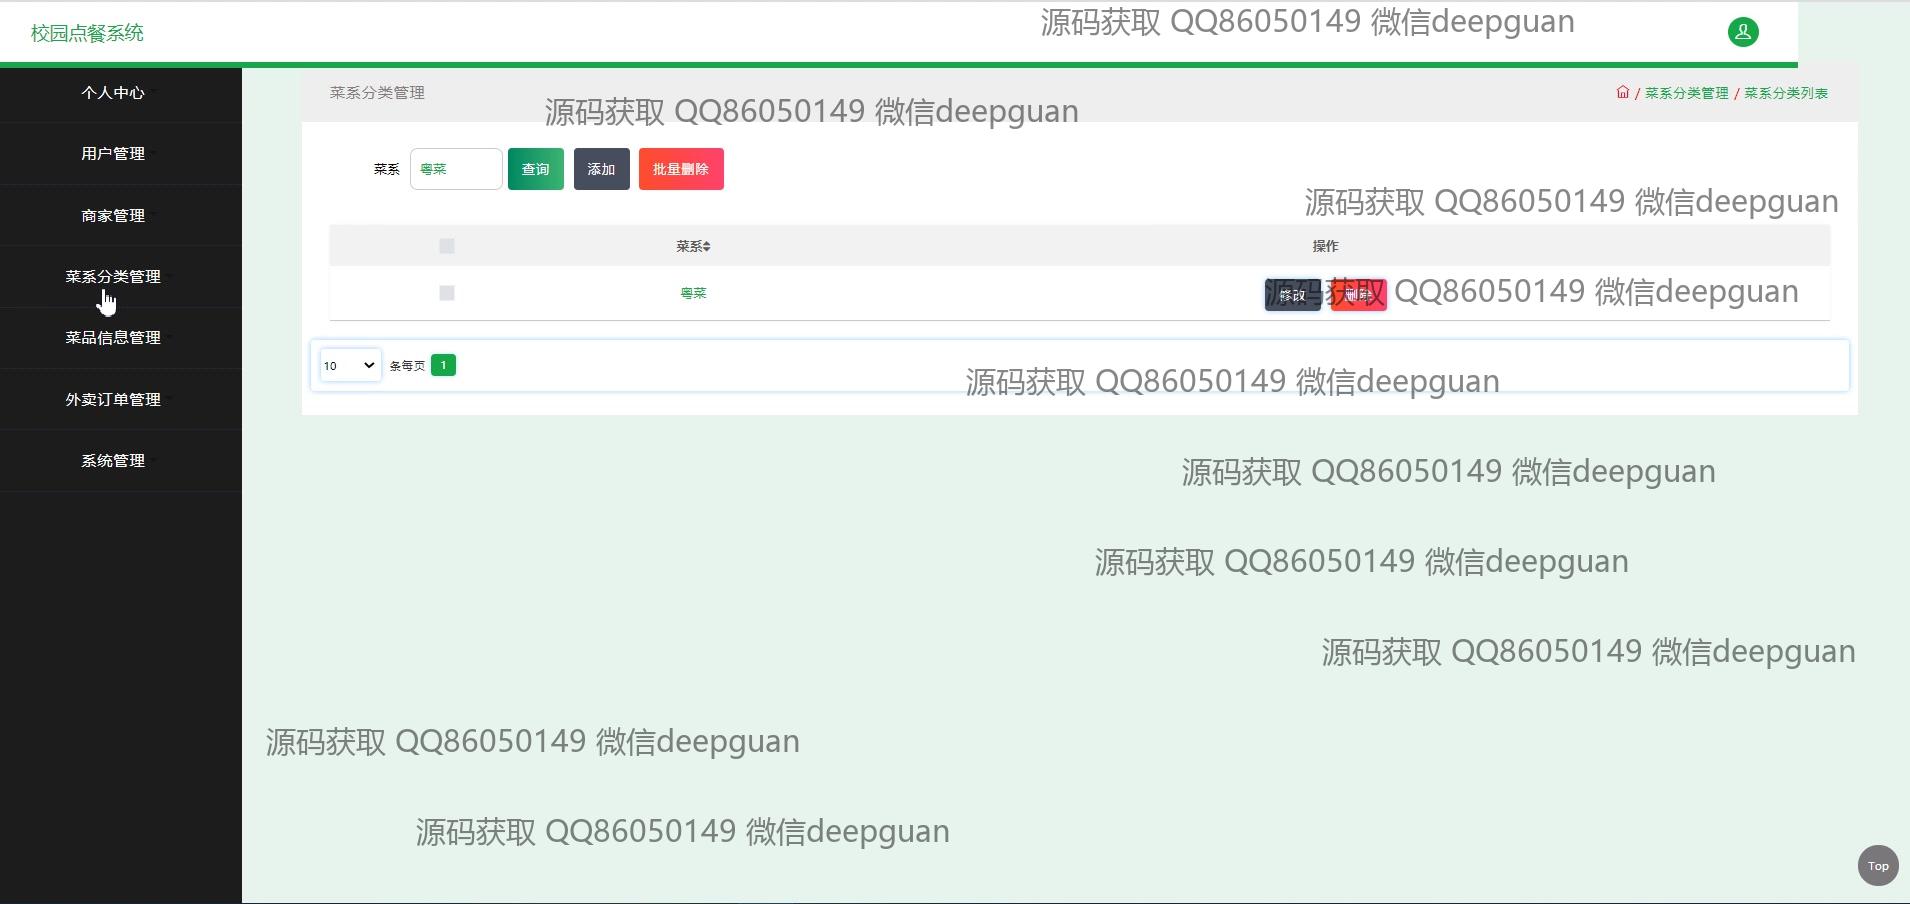 校园点餐系统
源码获取 QQ86050149 微信deepguan
个人中心
菜系分类管理
/ 菜系分类管理 / 菜系分类列表
源码获取 QQ86050149 微信deepguan
用户管理
菜系 粤菜 查询 添加 批量删除
源码获取 QQ86050149 微信deepguan
商家管理
菜系 操作
菜系分类管理
粤菜 修改 删除
源码获取 QQ86050149 微信deepguan
菜品信息管理
10 条每页 1
源码获取 QQ86050149 微信deepguan
外卖订单管理
系统管理
源码获取 QQ86050149 微信deepguan
源码获取 QQ86050149 微信deepguan
源码获取 QQ86050149 微信deepguan
源码获取 QQ86050149 微信deepguan
源码获取 QQ86050149 微信deepguan
Top